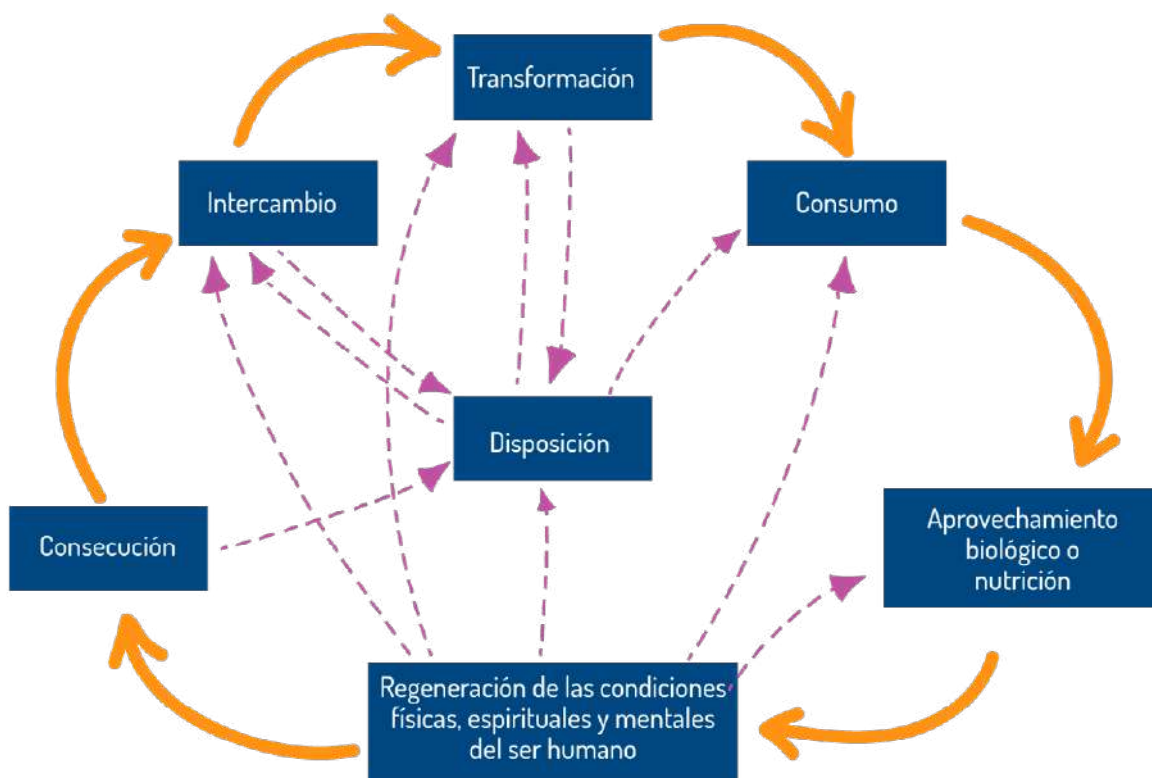 Transformación
Intercambio
Consumo
Disposición
Consecución
Aprovechamiento
biológico o
nutrición
Regeneración de las condiciones
físicas, espirituales y mentales
del ser humano